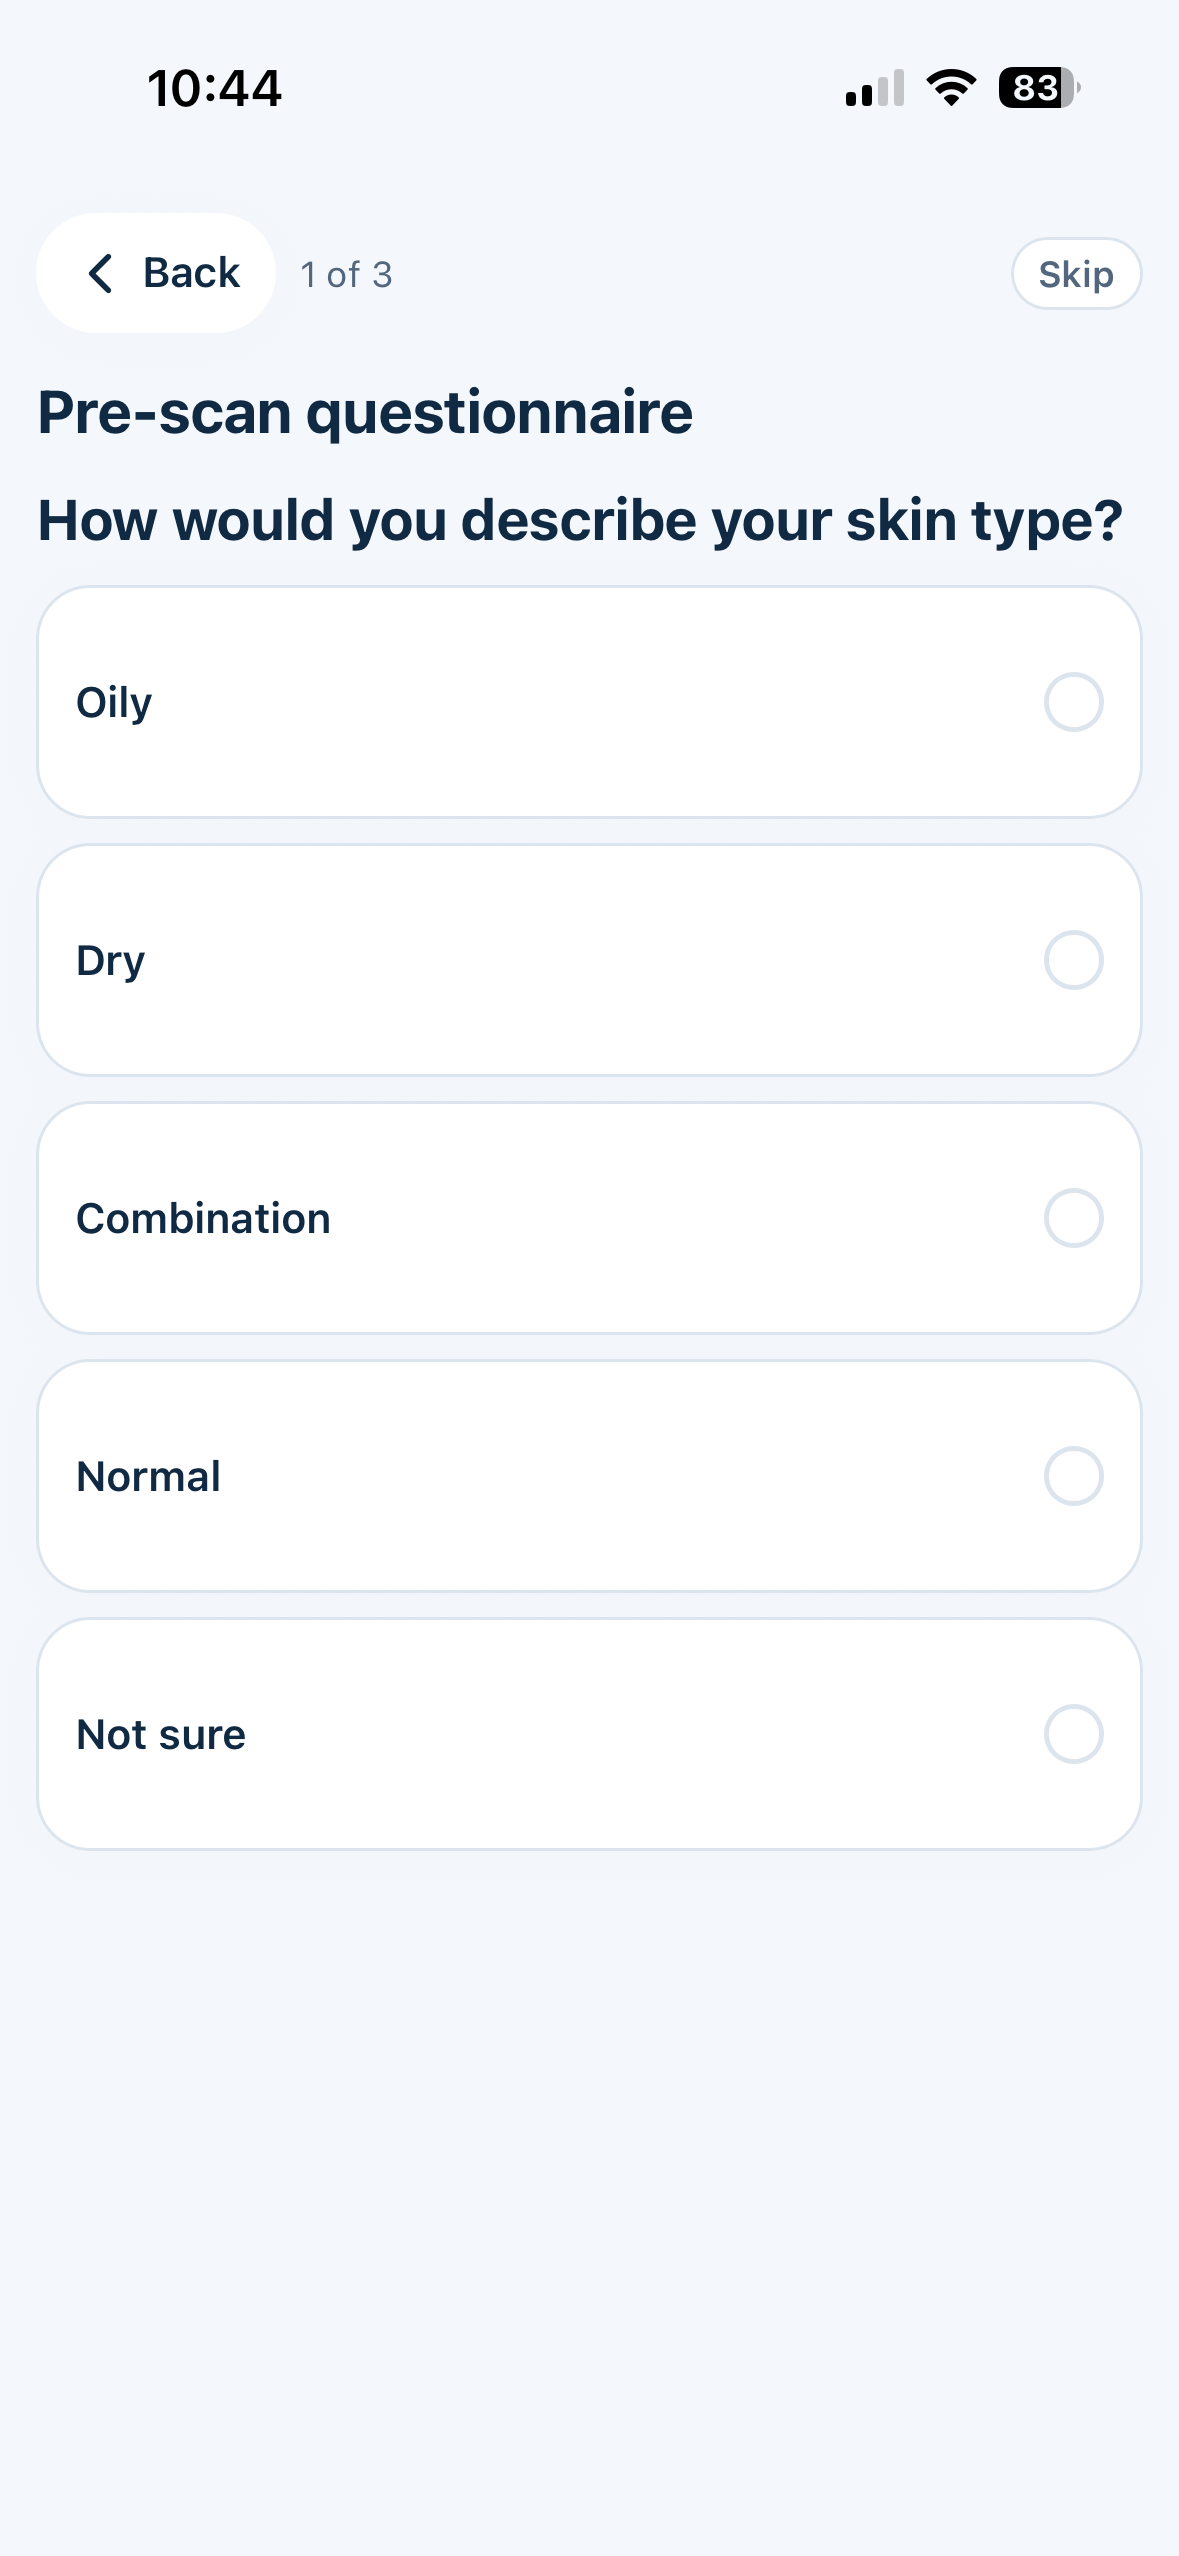 10:44
83
Back
1 of 3
Skip
Pre-scan questionnaire
How would you describe your skin type?
Oily
Dry
Combination
Normal
Not sure